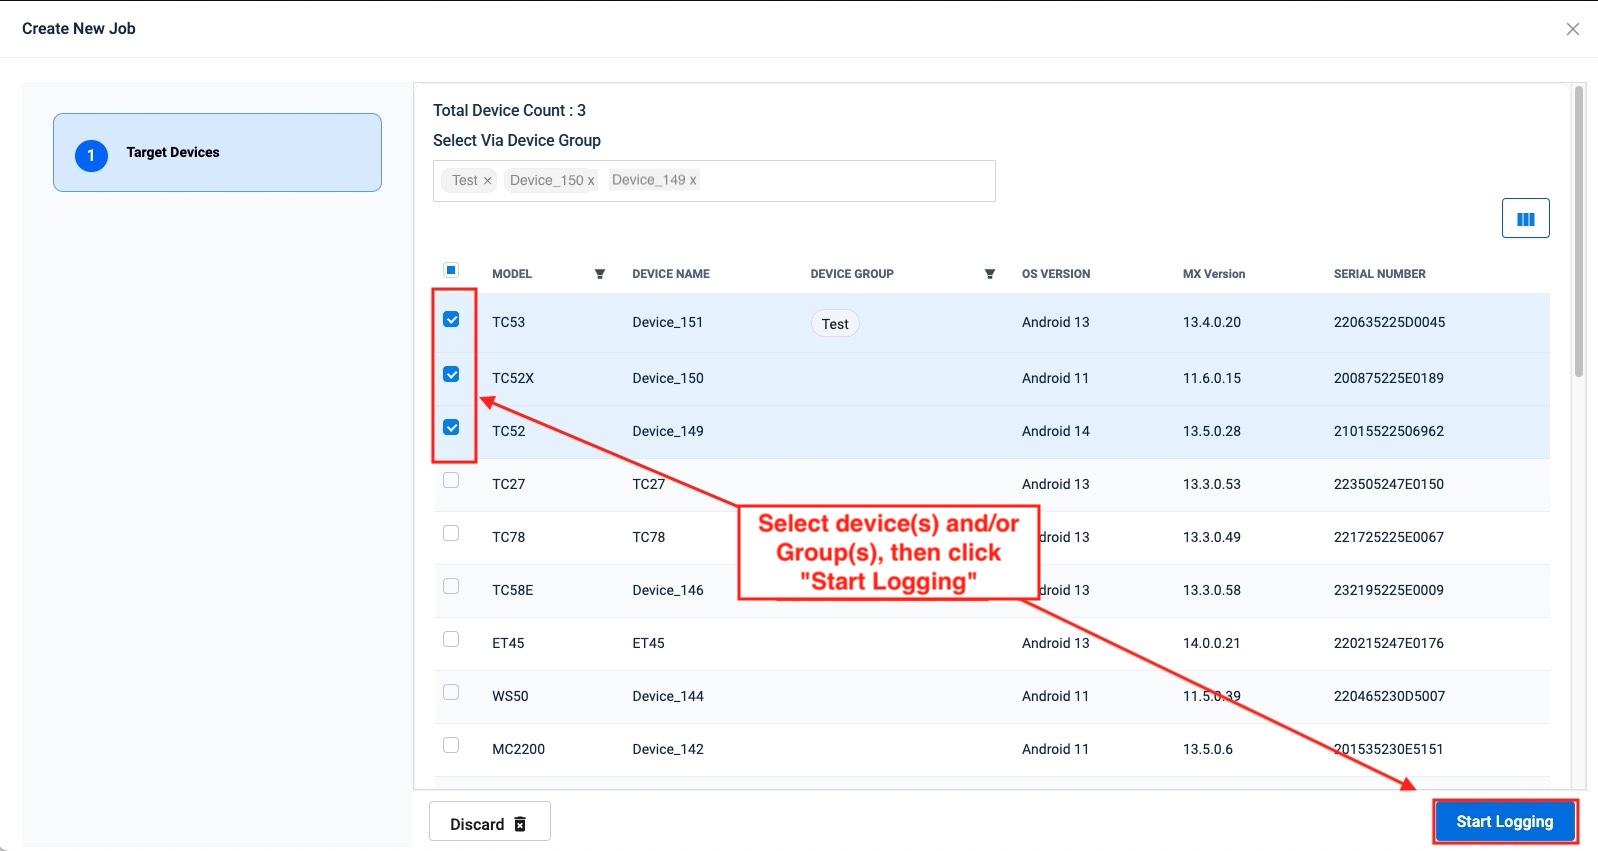 Create New Job
1 Target Devices
Total Device Count : 3
Select Via Device Group
Test × Device_150 x Device_149 x
MODEL DEVICE NAME DEVICE GROUP OS VERSION MX Version SERIAL NUMBER
TC53 Device_151 Test Android 13 13.4.0.20 220635225D0045
TC52X Device_150 Android 11 11.6.0.15 200875225E0189
TC52 Device_149 Android 14 13.5.0.28 21015522506962
TC27 TC27 Android 13 13.3.0.53 223505247E0150
Select device(s) and/or
Group(s), then click
"Start Logging"
TC78 TC78 droid 13 13.3.0.49 221725225E0067
TC58E Device_146 droid 13 13.3.0.58 232195225E0009
ET45 ET45 Android 13 14.0.0.21 220215247E0176
WS50 Device_144 Android 11 11.5.0.39 220465230D5007
MC2200 Device_142 Android 11 13.5.0.6 201535230E5151
Discard Start Logging